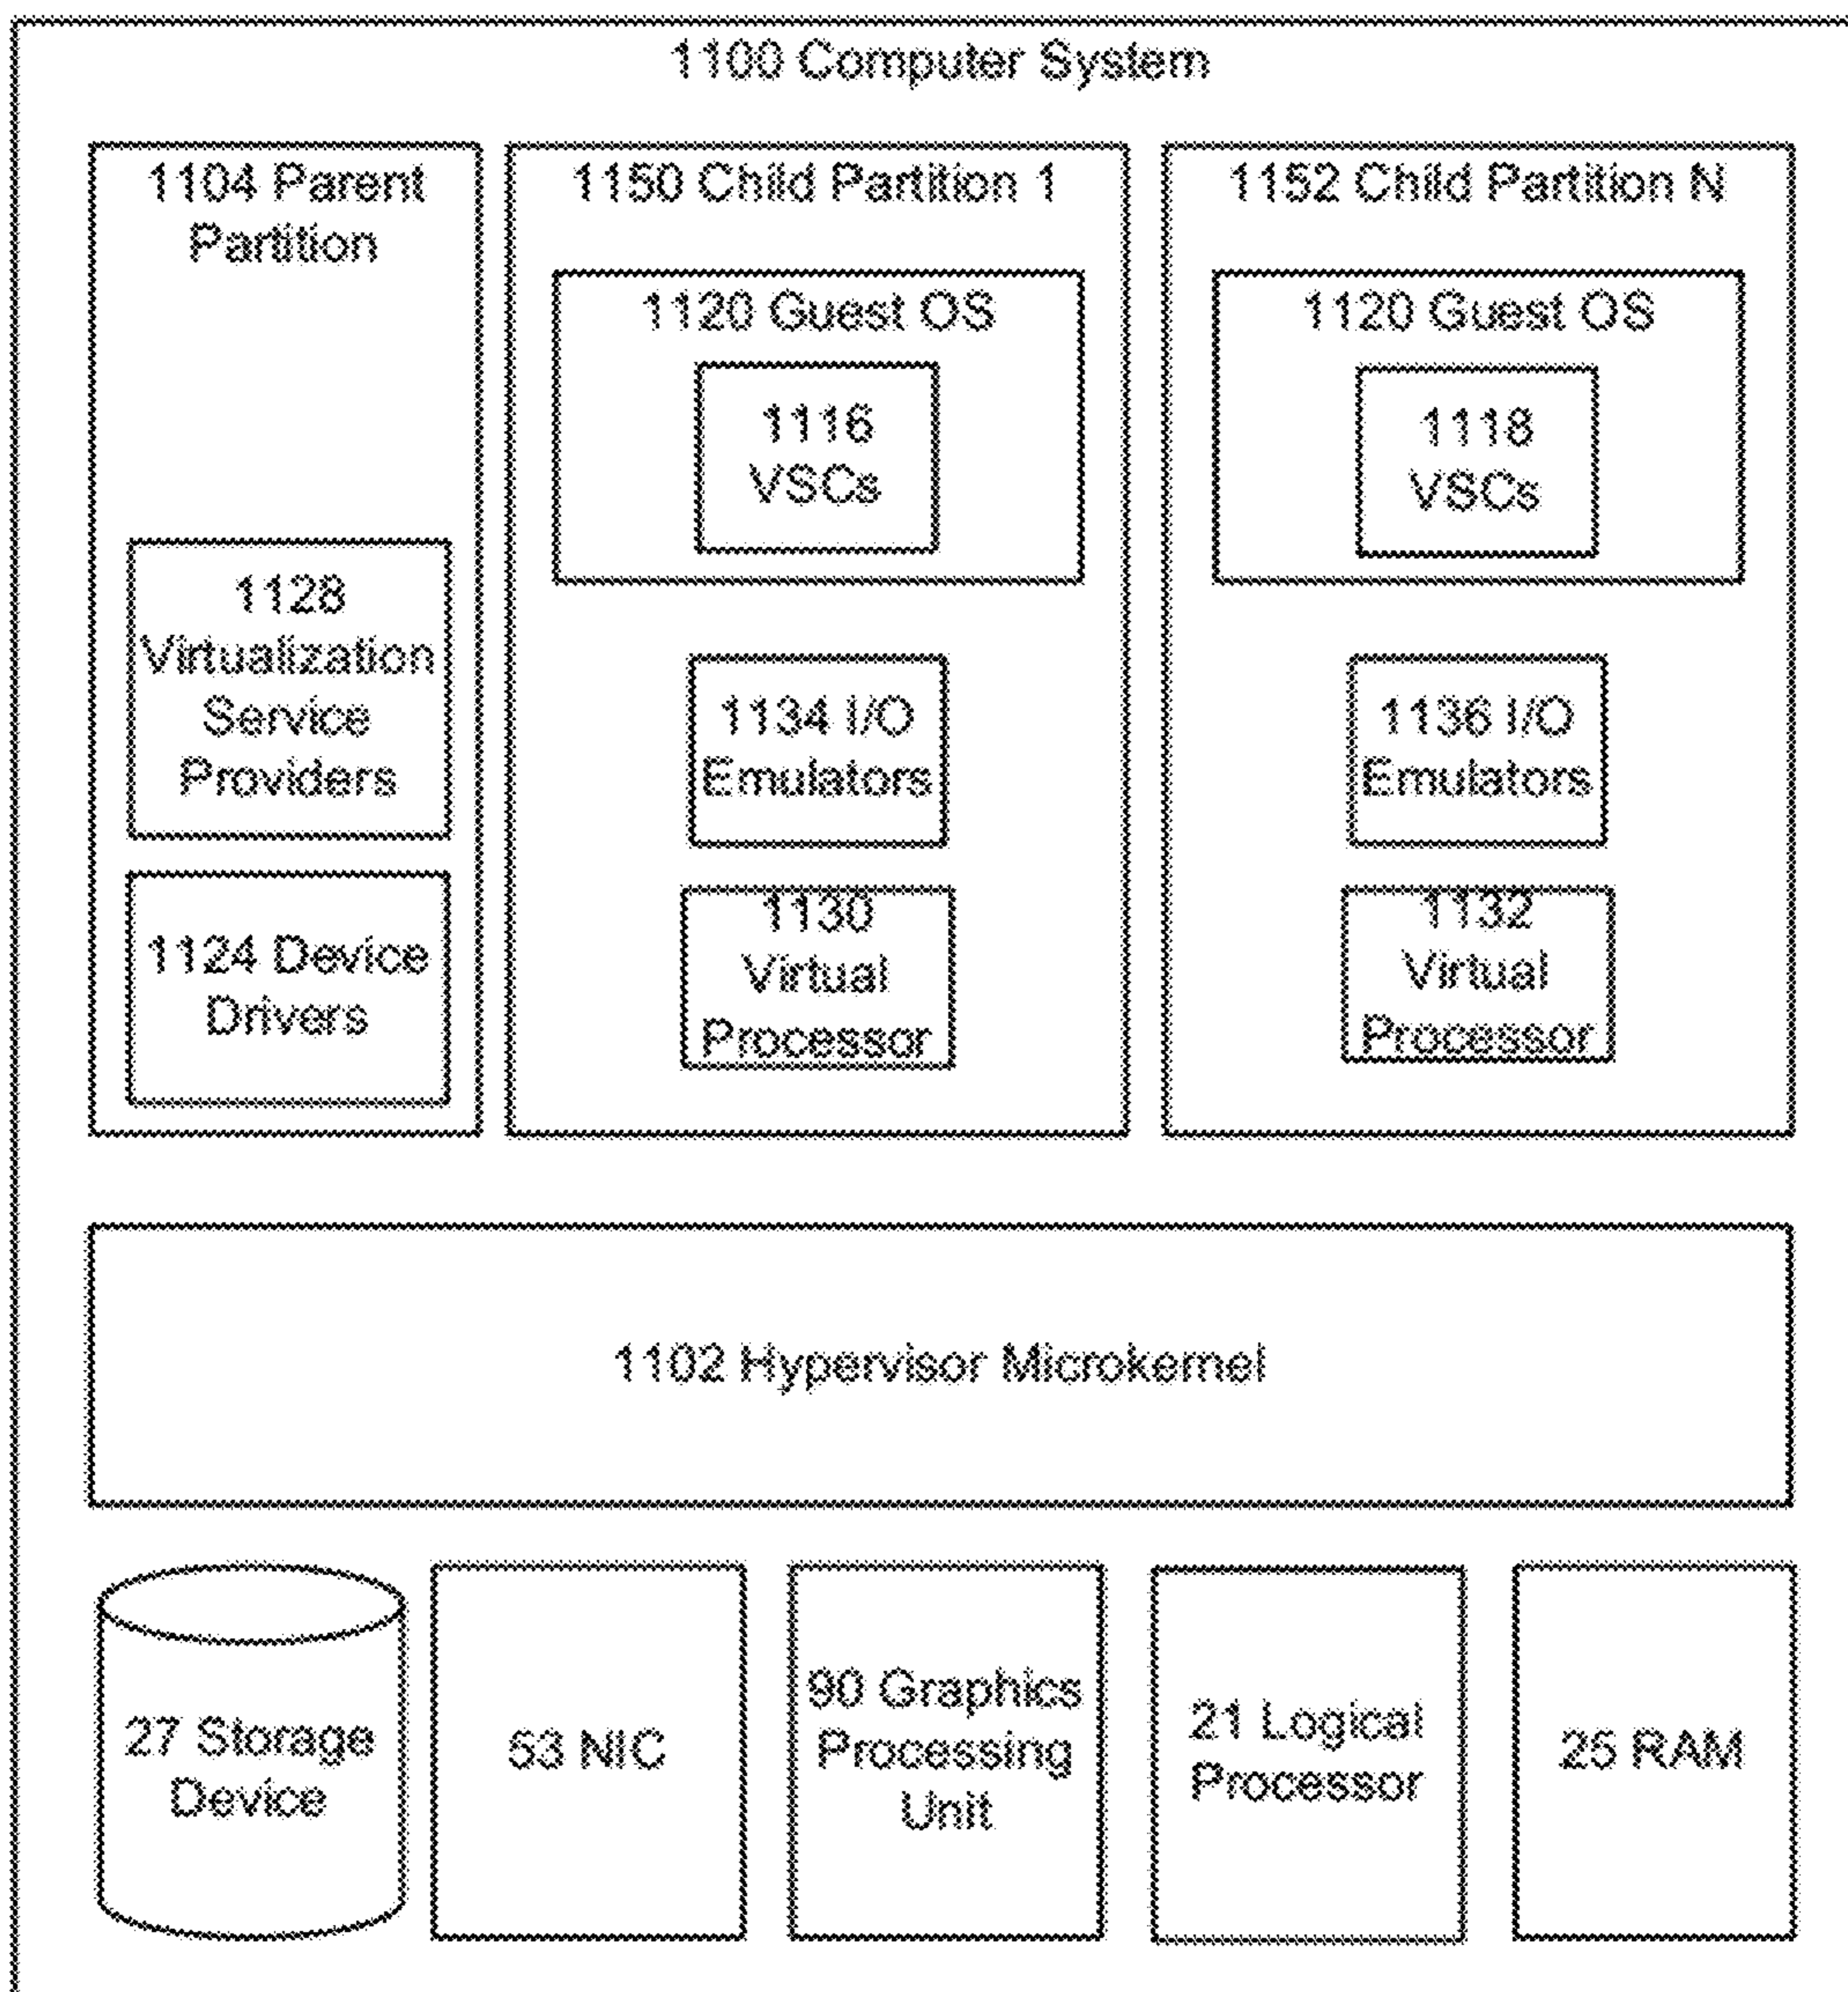 1100 Computer System
1104 Parent
Partition
1128
Virtualization
Service
Providers
1124 Device
Drivers
1150 Child Partition 1
1120 Guest OS
1116
VSCs
1134 I/O
Emulators
1130
Virtual
Processor
1152 Child Partition N
1120 Guest OS
1118
VSCs
1136 I/O
Emulators
1132
Virtual
Processor
1102 Hypervisor Microkernel
27 Storage
Device
53 NIC
90 Graphics
Processing
Unit
21 Logical
Processor
25 RAM